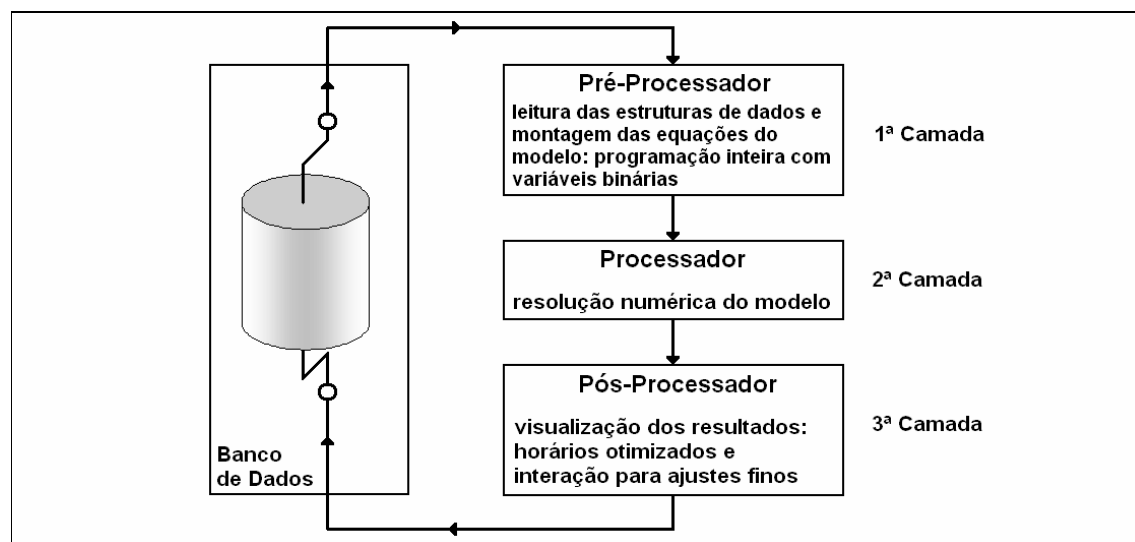 Pré-Processador
leitura das estruturas de dados e
montagem das equações do
modelo: programação inteira com
variáveis binárias
1ª Camada
Processador
resolução numérica do modelo
2ª Camada
Pós-Processador
visualização dos resultados:
horários otimizados e
interação para ajustes finos
3ª Camada
Banco
de Dados